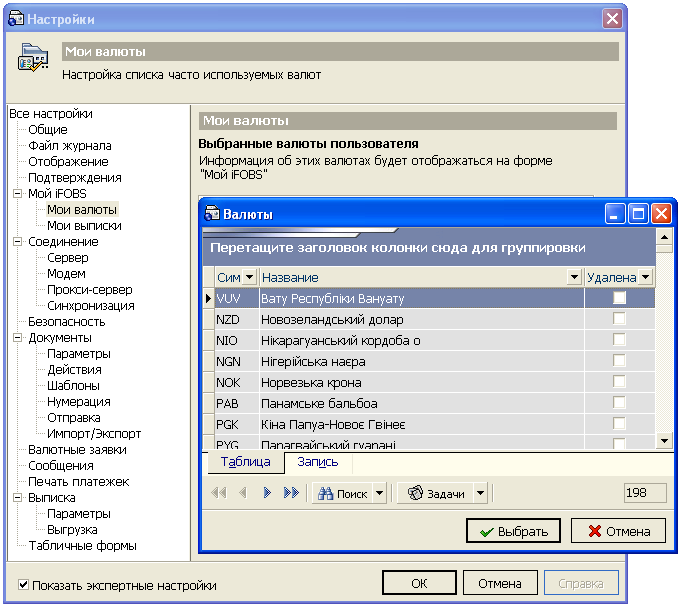 Настройки
Мои валюты
Настройка списка часто используемых валют
Все настройки
Общие
Файл журнала
Отображение
Подтверждения
Мой iFOBS
Мои валюты
Мои выписки
Соединение
Сервер
Модем
Прокси-сервер
Синхронизация
Безопасность
Документы
Параметры
Действия
Шаблоны
Нумерация
Отправка
Импорт/Экспорт
Валютные заявки
Сообщения
Печать платежек
Выписка
Параметры
Выгрузка
Табличные формы
Мои валюты
Выбранные валюты пользователя
Информация об этих валютах будет отображаться на форме
"Мой iFOBS"
Валюты
Перетащите заголовок колонки сюда для группировки
Сим Название Удалена
VUV Вату Республіки Вануату
NZD Новозеландський долар
NIO Нікарагуанський кордоба о
NGN Нігерійська наєра
NOK Норвезька крона
PAB Панамське бальбоа
PGK Кіна Папуа-Новоє Гвінеє
PYG Парагвайський гуарані
Таблица Запись
Поиск Задачи 198
Выбрать Отмена
Показать экспертные настройки
ОК Отмена Справка